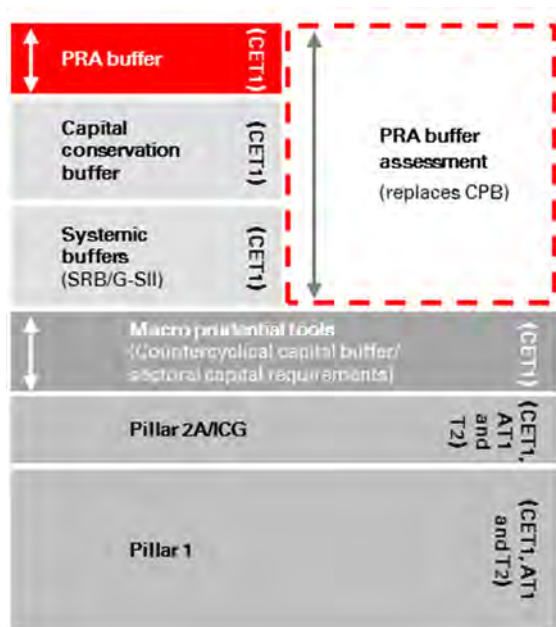 PRA buffer
(CET1)
Capital
conservation
buffer
(CET1)
PRA buffer
assessment
(replaces CPB)
Systemic
buffers
(SRB/G-SII)
(CET1)
Macro prudential tools
(Countercyclical capital buffer/
sectoral capital requirements)
(CET1)
Pillar 2A/ICG
(CET1,
AT1
and
T2)
Pillar 1
(CET1, AT1
and T2)